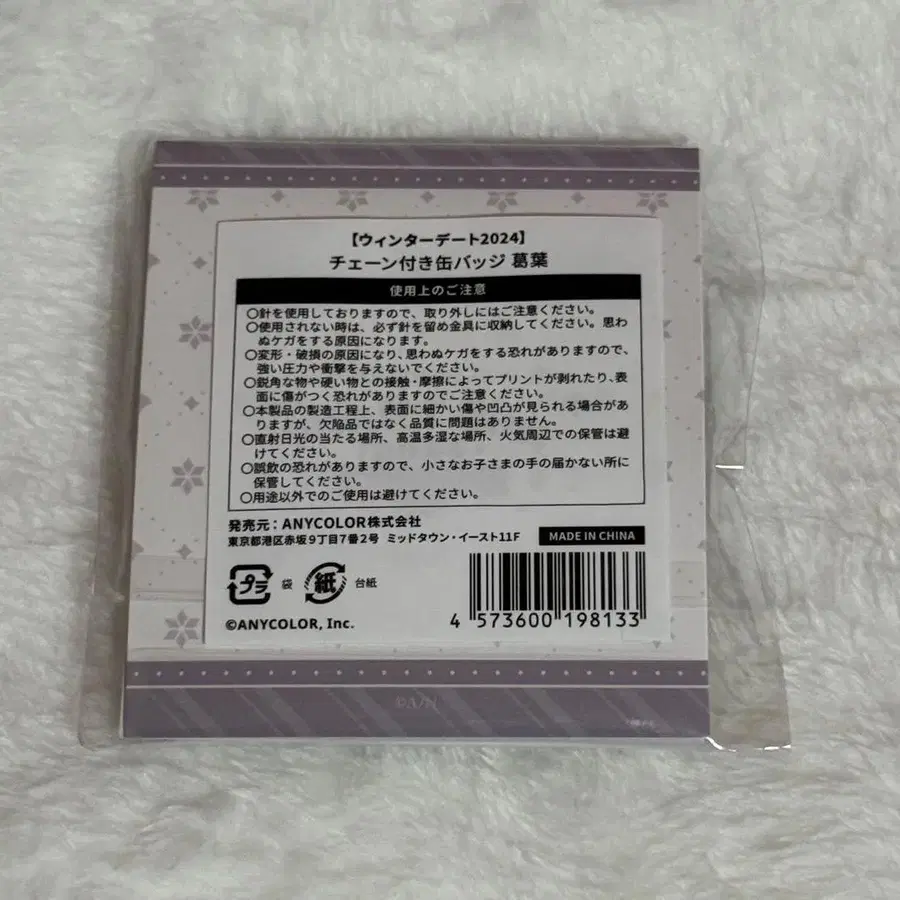 【ウィンターデート2024】
チェーン付き缶バッジ 葛葉
使用上のご注意
○針を使用しておりますので、取り外しにはご注意ください。
○使用されない時は、必ず針を留め金具に収納してください。思わ
ぬケガをする原因になります。
○変形・破損の原因になり、思わぬケガをする恐れがありますので、
強い圧力や衝撃を与えないでください。
○鋭角な物や硬い物との接触・摩擦によってプリントが剥れたり、表
面に傷がつく恐れがありますのでご注意ください。
○本製品の製造工程上、表面に細かい傷や凹凸が見られる場合があ
りますが、欠陥品ではなく品質に問題はありません。
○直射日光の当たる場所、高温多湿な場所、火気周辺での保管は避
けてください。
○誤飲の恐れがありますので、小さなお子さまの手の届かない所に
保管してください。
○用途以外でのご使用は避けてください。
発売元：ANYCOLOR株式会社
東京都港区赤坂9丁目7番2号 ミッドタウン・イースト11F
MADE IN CHINA
プラ 袋 紙 台紙
©ANYCOLOR, Inc.
4 573600 198133